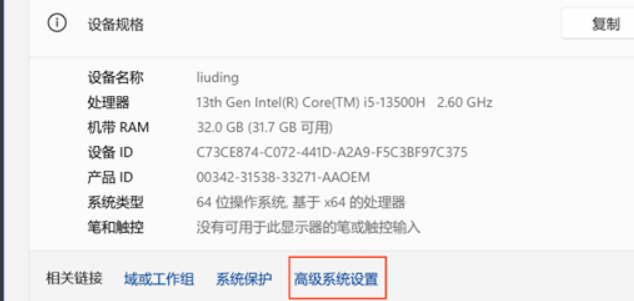 设备规格 复制
设备名称 liuding
处理器 13th Gen Intel(R) Core(TM) i5-13500H 2.60 GHz
机带 RAM 32.0 GB (31.7 GB 可用)
设备 ID C73CE874-C072-441D-A2A9-F5C3BF97C375
产品 ID 00342-31538-33271-AAOEM
系统类型 64 位操作系统, 基于 x64 的处理器
笔和触控 没有可用于此显示器的笔或触控输入
相关链接 域或工作组 系统保护 高级系统设置